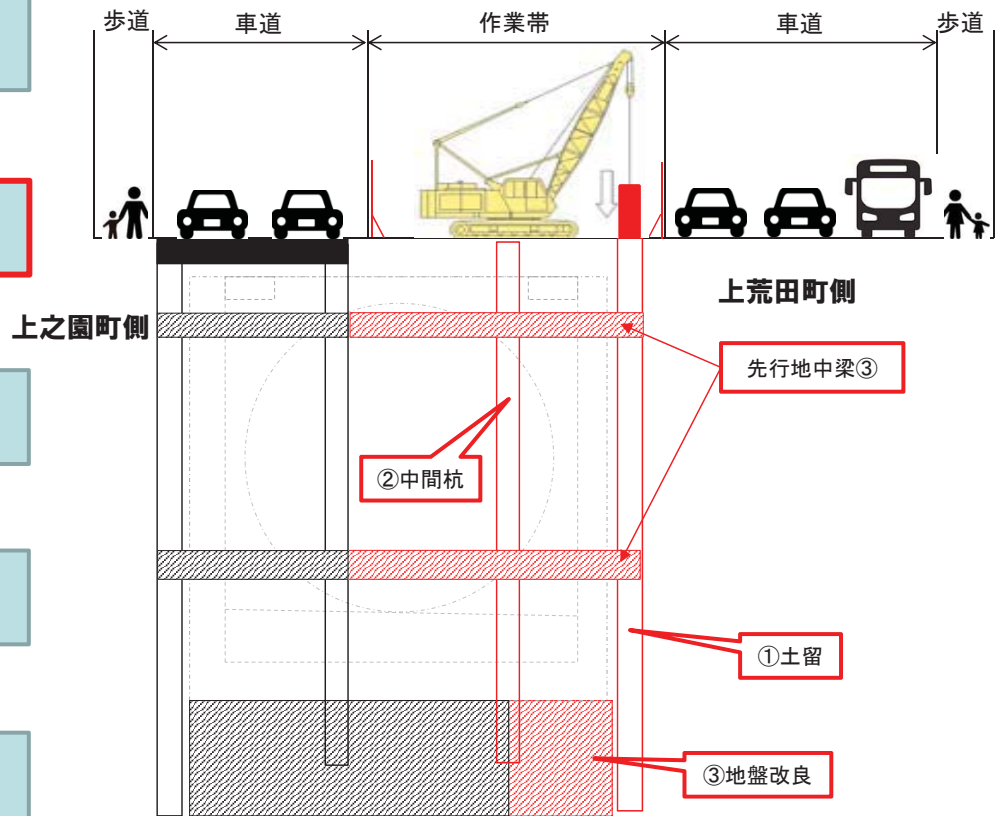 歩道
車道
作業帯
車道
歩道
上之園町側
上荒田町側
先行地中梁③
②中間杭
①土留
③地盤改良